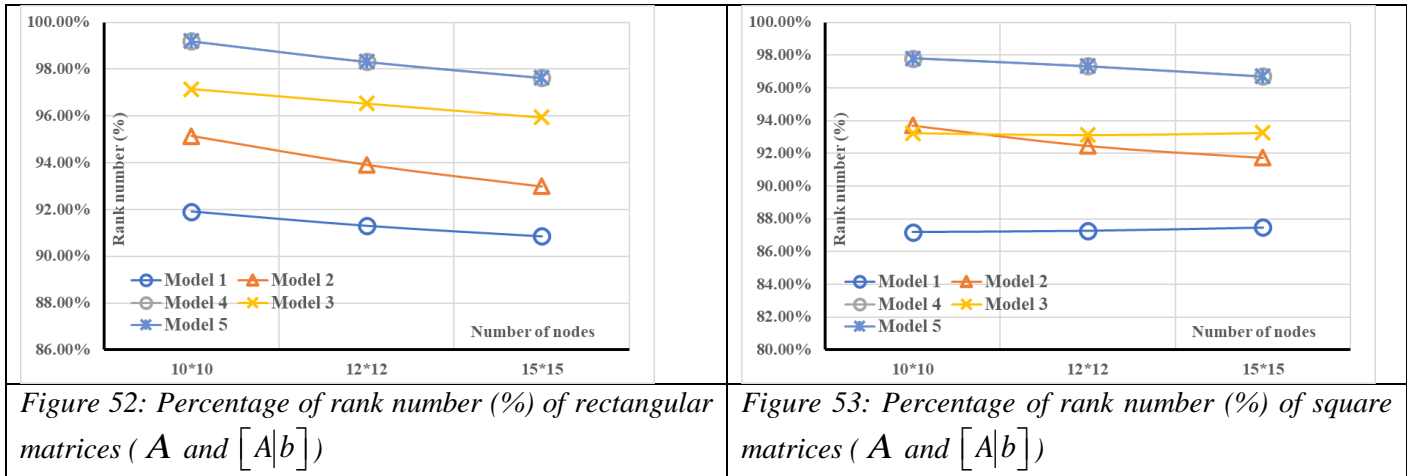 100.00%
98.00%
96.00%
94.00%
92.00%
90.00%
88.00%
86.00%
Rank number (%)
Model 1 Model 2
Model 4 Model 3
Model 5
Number of nodes
10*10 12*12 15*15
Figure 52: Percentage of rank number (%) of rectangular
matrices ( A and [A|b])
100.00%
98.00%
96.00%
94.00%
92.00%
90.00%
88.00%
86.00%
84.00%
82.00%
80.00%
Rank number (%)
Model 1 Model 2
Model 4 Model 3
Model 5
Number of nodes
10*10 12*12 15*15
Figure 53: Percentage of rank number (%) of square
matrices ( A and [A|b])